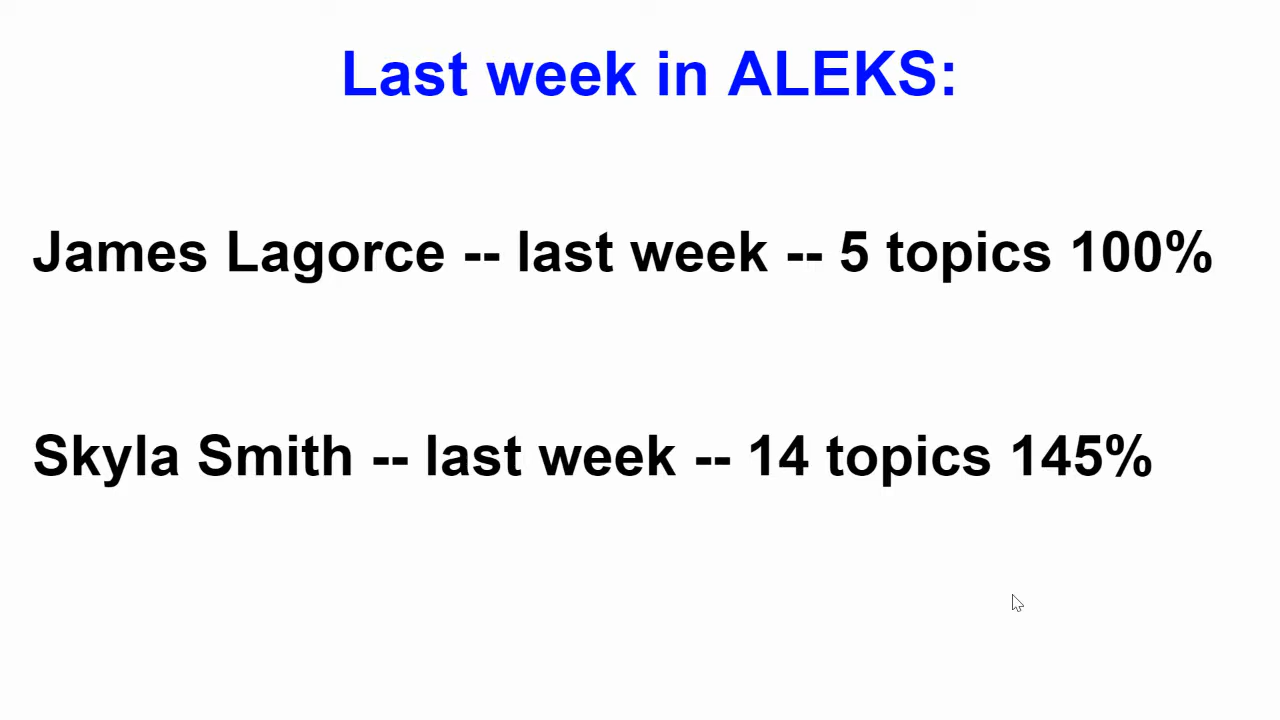 Last week in ALEKS:
James Lagorce -- last week -- 5 topics 100%
Skyla Smith -- last week -- 14 topics 145%